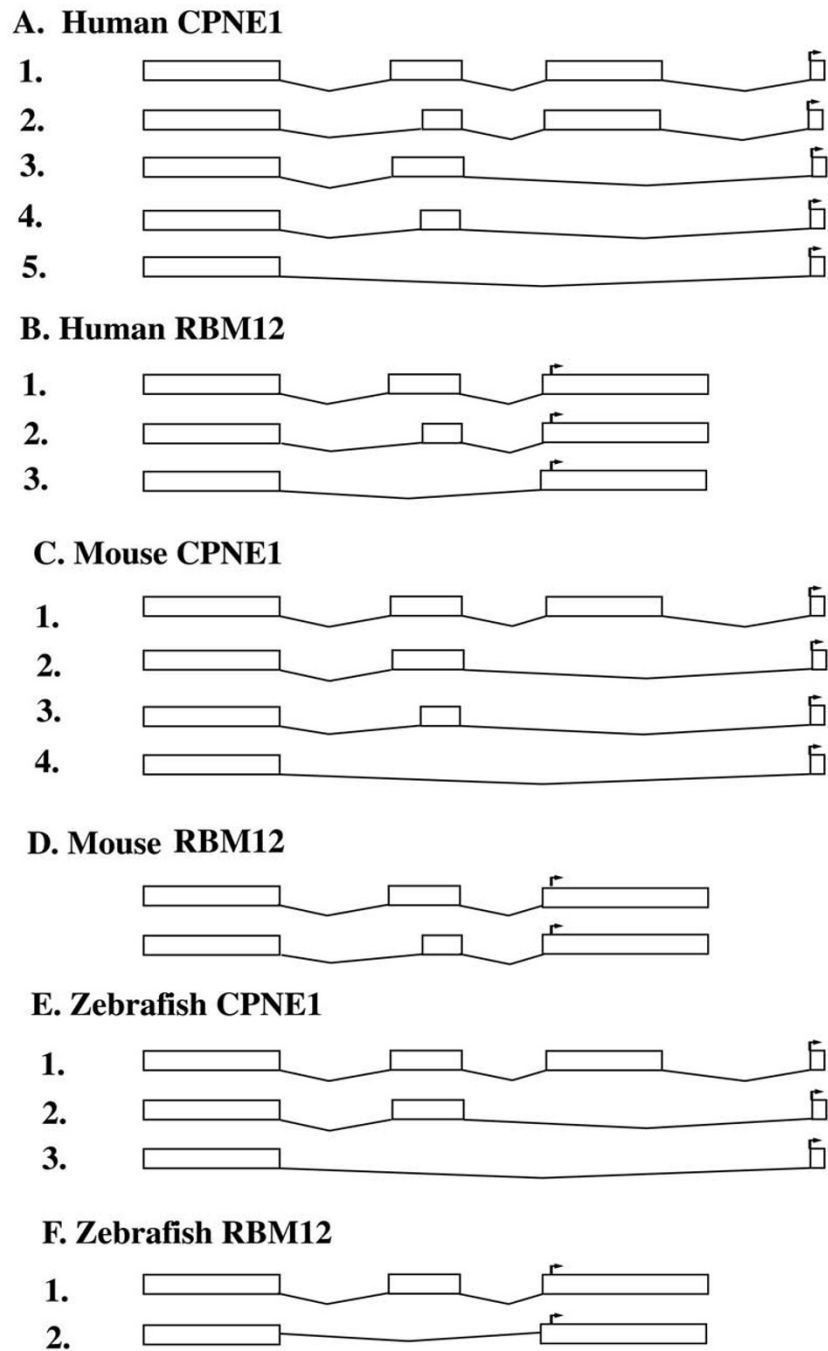 A. Human CPNE1
1.
2.
3.
4.
5.
B. Human RBM12
1.
2.
3.
C. Mouse CPNE1
1.
2.
3.
4.
D. Mouse RBM12
E. Zebrafish CPNE1
1.
2.
3.
F. Zebrafish RBM12
1.
2.